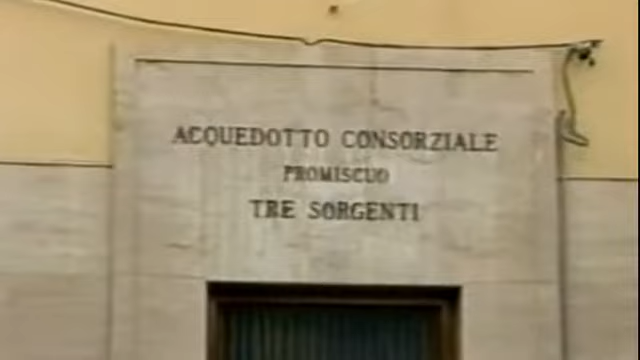 ACQUEDOTTO CONSORZIALE
PROMISCUO
TRE SORGENTI